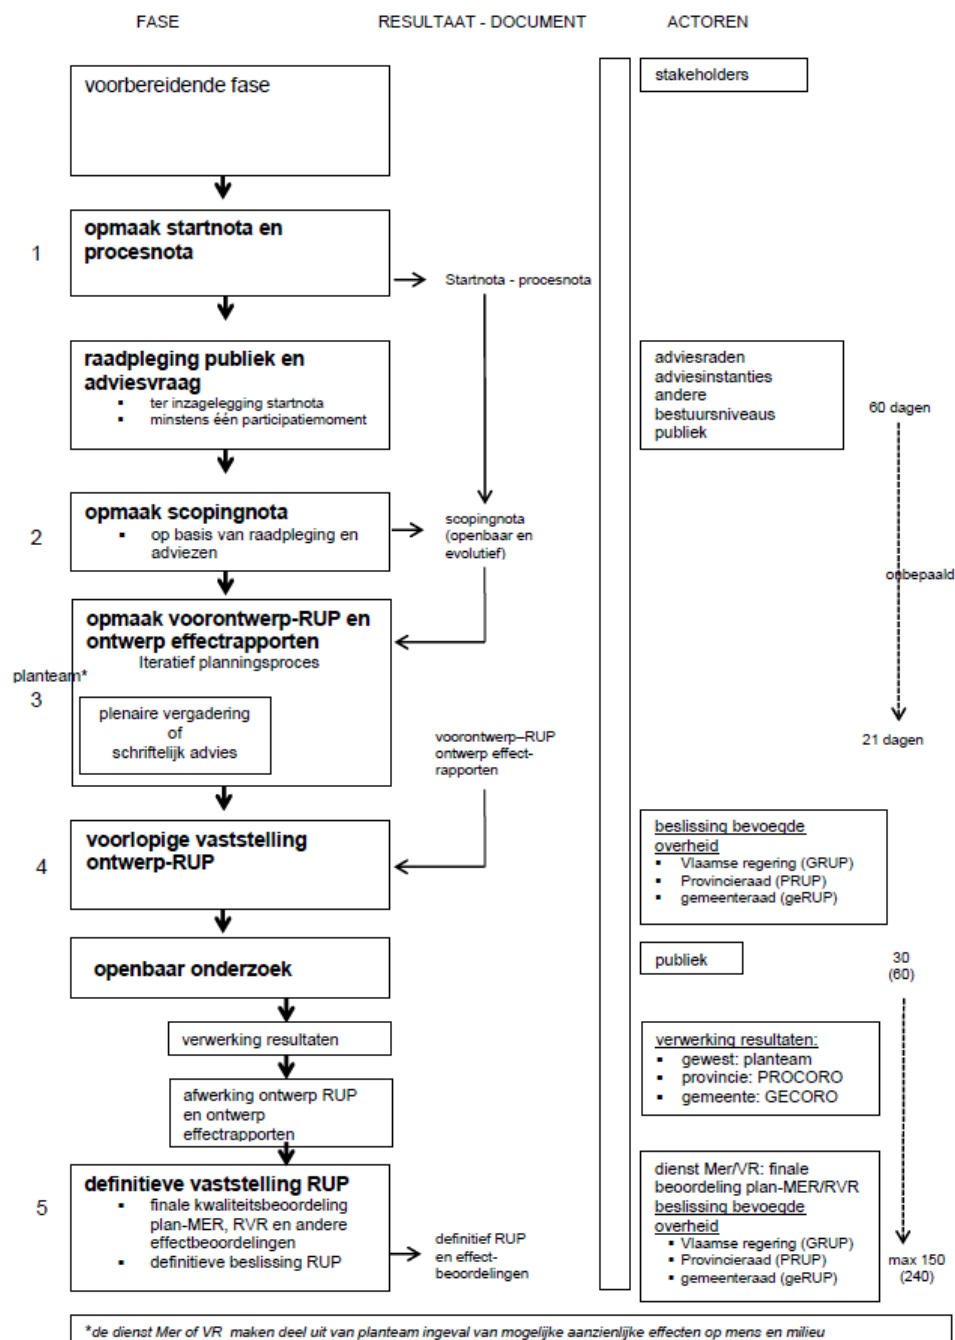 FASE
RESULTAAT - DOCUMENT
ACTOREN
voorbereidende fase
stakeholders
1
opmaak startnota en
procesnota
Startnota - procesnota
raadpleging publiek en
adviesvraag
▪ ter inzagelegging startnota
▪ minstens één participatiemoment
adviesraden
adviesinstanties
andere
bestuursniveaus
publiek
60 dagen
2
opmaak scopingnota
▪ op basis van raadpleging en
adviezen
scopingnota
(openbaar en
evolutief)
onbepaald
opmaak voorontwerp-RUP en
ontwerp effectrapporten
Iteratief planningsproces
planteam*
3
plenaire vergadering
of
schriftelijk advies
voorontwerp–RUP
ontwerp effect-
rapporten
21 dagen
4
voorlopige vaststelling
ontwerp-RUP
beslissing bevoegde
overheid
▪ Vlaamse regering (GRUP)
▪ Provincieraad (PRUP)
▪ gemeenteraad (geRUP)
openbaar onderzoek
publiek
30
(60)
verwerking resultaten
verwerking resultaten:
▪ gewest: planteam
▪ provincie: PROCORO
▪ gemeente: GECORO
afwerking ontwerp RUP
en ontwerp
effectrapporten
5
definitieve vaststelling RUP
▪ finale kwaliteitsbeoordeling
plan-MER, RVR en andere
effectbeoordelingen
▪ definitieve beslissing RUP
definitief RUP
en effect-
beoordelingen
dienst Mer/VR: finale
beoordeling plan-MER/RVR
beslissing bevoegde
overheid
▪ Vlaamse regering (GRUP)
▪ Provincieraad (PRUP)
▪ gemeenteraad (geRUP)
max 150
(240)
*de dienst Mer of VR maken deel uit van planteam ingeval van mogelijke aanzienlijke effecten op mens en milieu